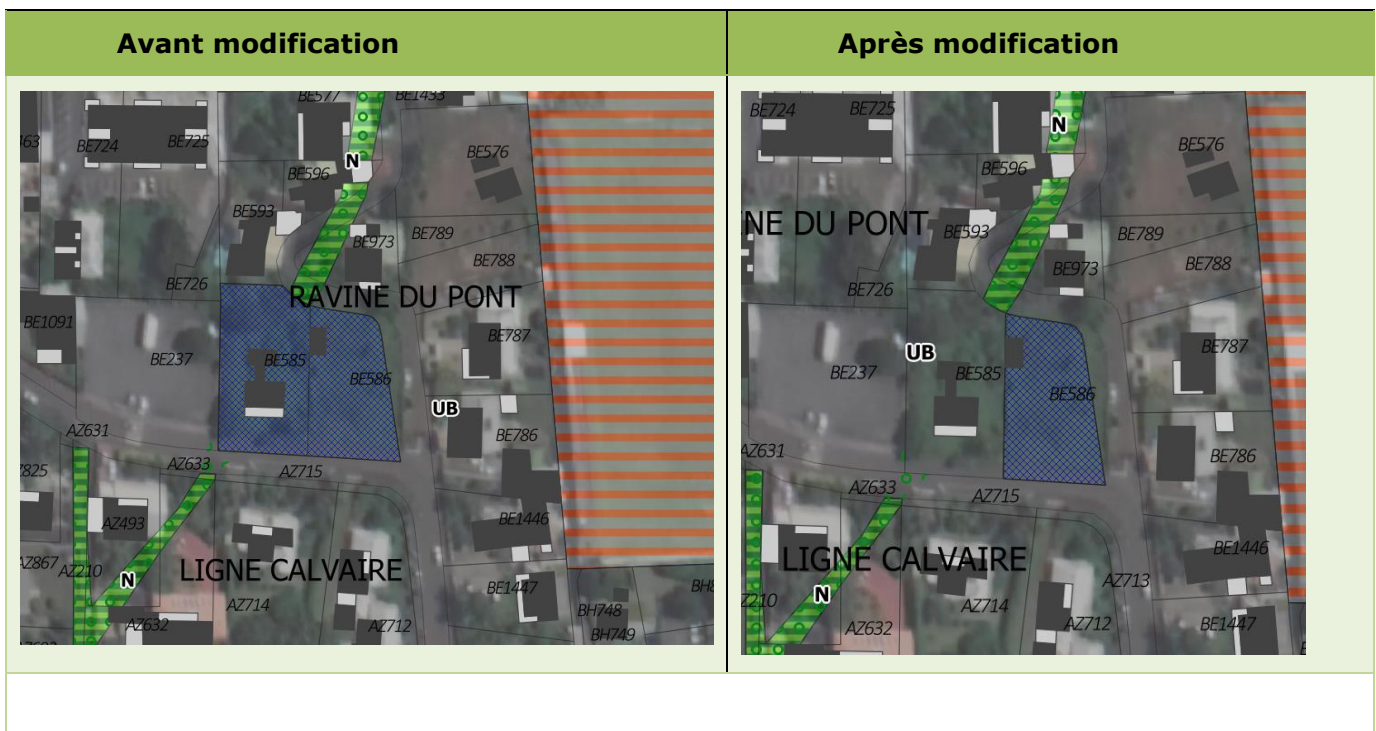 Avant modification
Après modification
BE577
BE1433
BE724
BE725
N
BE576
BE596
BE593
BE973
BE789
BE788
BE726
RAVINE DU PONT
BE1091
BE787
BE237
BE585
BE586
UB
AZ631
BE786
AZ633
AZ715
AZ493
BE1446
AZ867
AZ210
N
LIGNE CALVAIRE
BE1447
AZ714
AZ632
AZ712
BH748
BH749
BE724
BE725
N
BE576
BE596
NE DU PONT
BE593
BE789
BE973
BE788
BE726
UB
BE787
BE237
BE585
BE586
AZ631
BE786
AZ633
AZ715
LIGNE CALVAIRE
BE1446
AZ713
Z210
N
AZ714
AZ632
AZ712
BE1447